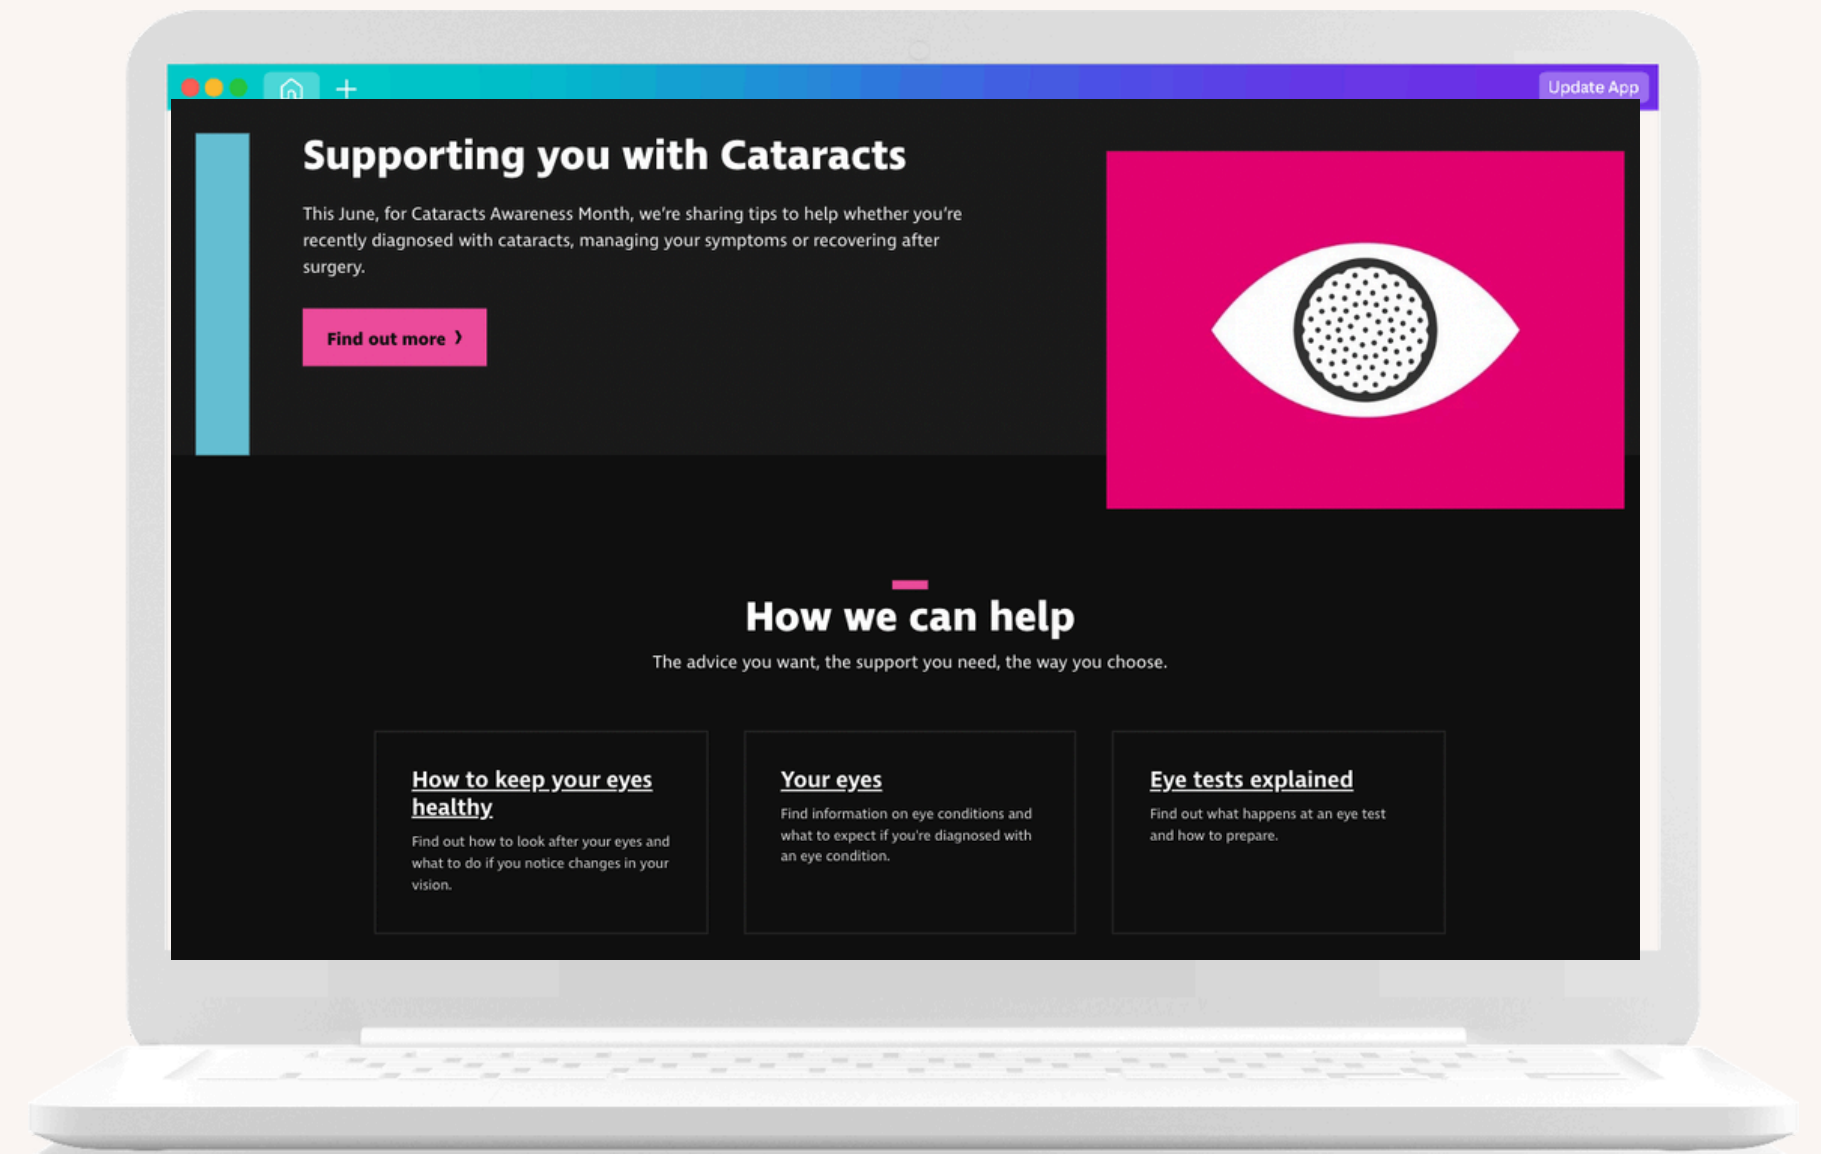 Update App
Supporting you with Cataracts
This June, for Cataracts Awareness Month, we're sharing tips to help whether you're
recently diagnosed with cataracts, managing your symptoms or recovering after
surgery.
Find out more ❯
How we can help
The advice you want, the support you need, the way you choose.
How to keep your eyes
healthy
Find out how to look after your eyes and
what to do if you notice changes in your
vision.
Your eyes
Find information on eye conditions and
what to expect if you're diagnosed with
an eye condition.
Eye tests explained
Find out what happens at an eye test
and how to prepare.